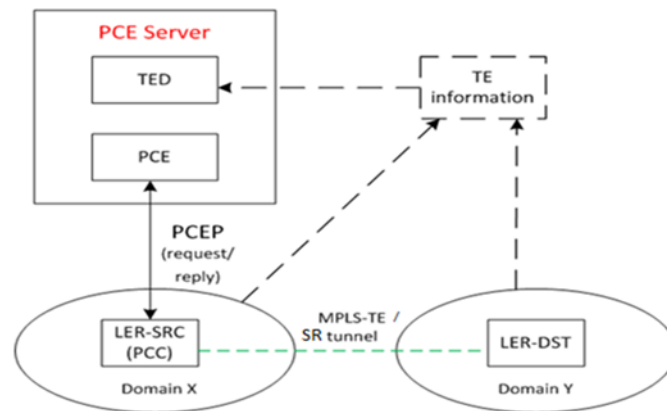 PCE Server
TED
TE
information
PCE
PCEP
(request/
reply)
MPLS-TE /
SR tunnel
LER-SRC
(PCC)
LER-DST
Domain X
Domain Y